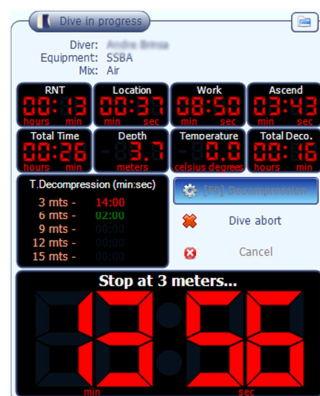 Dive in progress
Diver:
Equipment: SSBA
Mix: Air
RNT Location Work Ascend
00:13 00:37 08:50 03:43
hours min min sec min sec min sec
Total Time Depth Temperature Total Deco.
00:26 -3.7 0.0 00:16
hours min meters celsius degrees hours min
T.Decompression (min:sec)
3 mts - 14:00
6 mts - 02:00
9 mts - 00:00
12 mts - 00:00
15 mts - 00:00
Dive abort
Cancel
Stop at 3 meters...
13 56
min sec